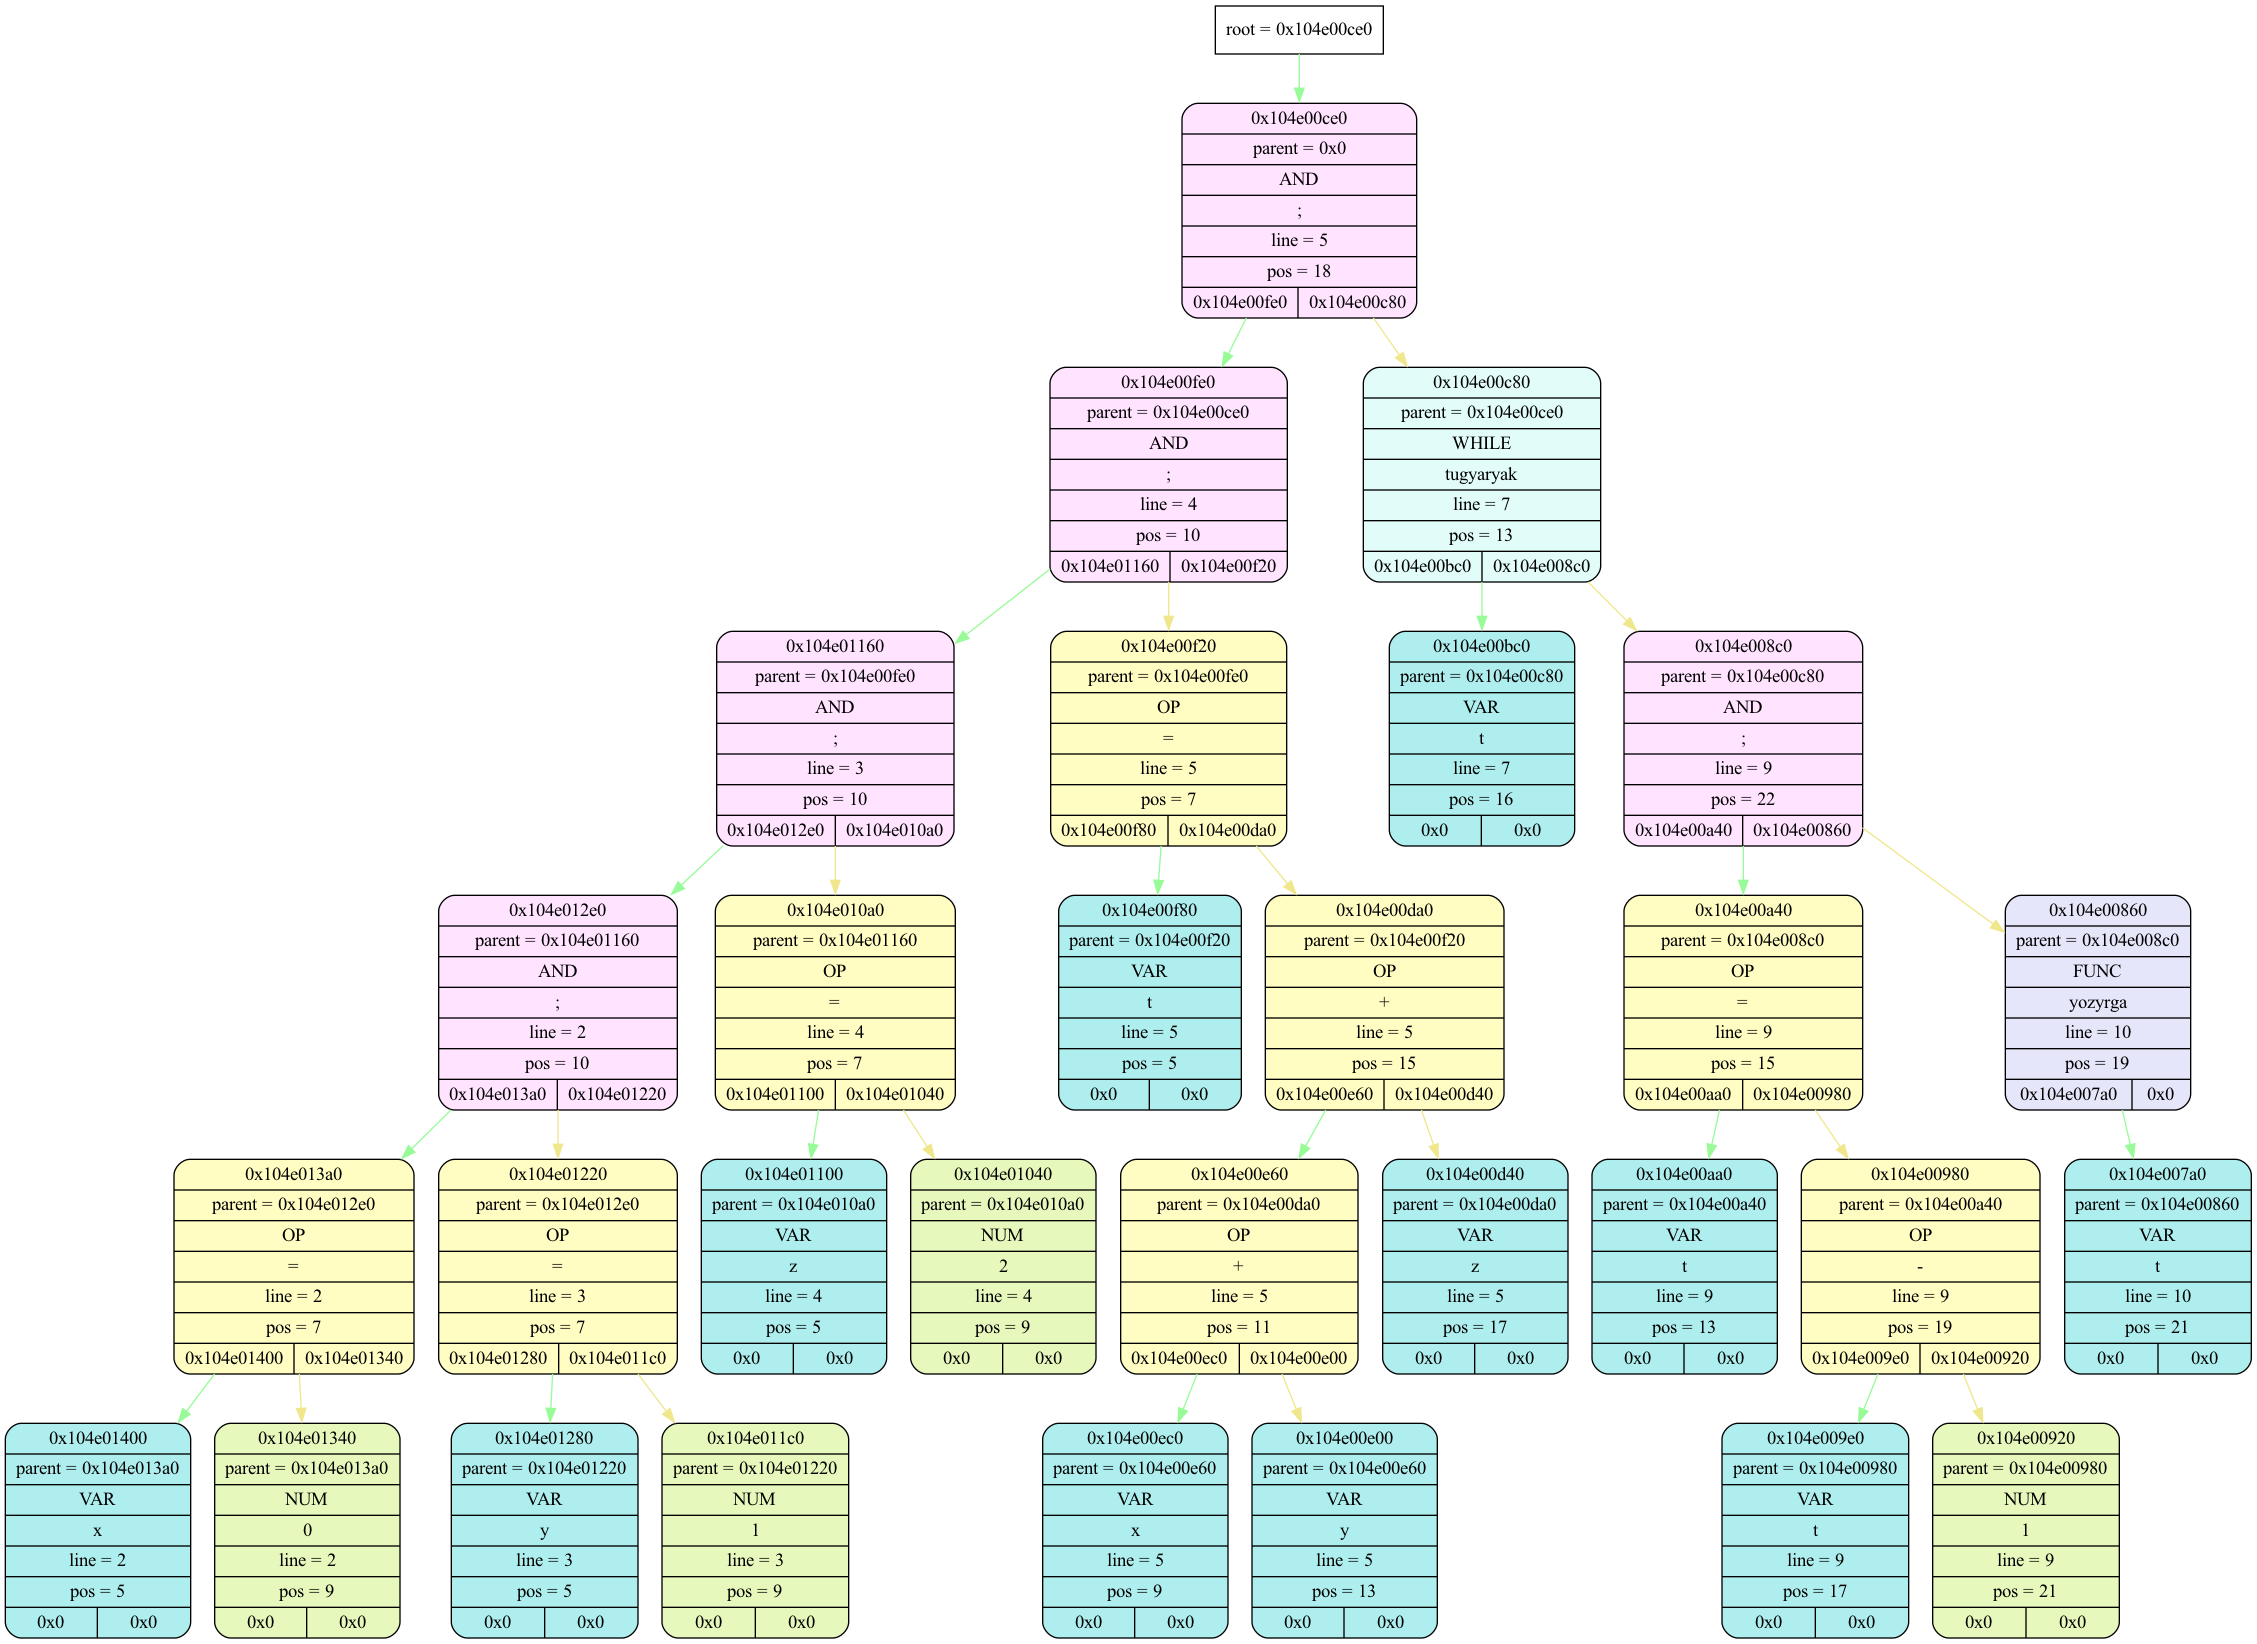 root = 0x104e00ce0
0x104e00ce0
parent = 0x0
AND
;
line = 5
pos = 18
0x104e00fe0 0x104e00c80
0x104e00fe0
parent = 0x104e00ce0
AND
;
line = 4
pos = 10
0x104e01160 0x104e00f20
0x104e00c80
parent = 0x104e00ce0
WHILE
tugyaryak
line = 7
pos = 13
0x104e00bc0 0x104e008c0
0x104e01160
parent = 0x104e00fe0
AND
;
line = 3
pos = 10
0x104e012e0 0x104e010a0
0x104e00f20
parent = 0x104e00fe0
OP
=
line = 5
pos = 7
0x104e00f80 0x104e00da0
0x104e00bc0
parent = 0x104e00c80
VAR
t
line = 7
pos = 16
0x0 0x0
0x104e008c0
parent = 0x104e00c80
AND
;
line = 9
pos = 22
0x104e00a40 0x104e00860
0x104e012e0
parent = 0x104e01160
AND
;
line = 2
pos = 10
0x104e013a0 0x104e01220
0x104e010a0
parent = 0x104e01160
OP
=
line = 4
pos = 7
0x104e01100 0x104e01040
0x104e00f80
parent = 0x104e00f20
VAR
t
line = 5
pos = 5
0x0 0x0
0x104e00da0
parent = 0x104e00f20
OP
+
line = 5
pos = 15
0x104e00e60 0x104e00d40
0x104e00a40
parent = 0x104e008c0
OP
=
line = 9
pos = 15
0x104e00aa0 0x104e00980
0x104e00860
parent = 0x104e008c0
FUNC
yozyrga
line = 10
pos = 19
0x104e007a0 0x0
0x104e013a0
parent = 0x104e012e0
OP
=
line = 2
pos = 7
0x104e01400 0x104e01340
0x104e01220
parent = 0x104e012e0
OP
=
line = 3
pos = 7
0x104e01280 0x104e011c0
0x104e01100
parent = 0x104e010a0
VAR
z
line = 4
pos = 5
0x0 0x0
0x104e01040
parent = 0x104e010a0
NUM
2
line = 4
pos = 9
0x0 0x0
0x104e00e60
parent = 0x104e00da0
OP
+
line = 5
pos = 11
0x104e00ec0 0x104e00e00
0x104e00d40
parent = 0x104e00da0
VAR
z
line = 5
pos = 17
0x0 0x0
0x104e00aa0
parent = 0x104e00a40
VAR
t
line = 9
pos = 13
0x0 0x0
0x104e00980
parent = 0x104e00a40
OP
-
line = 9
pos = 19
0x104e009e0 0x104e00920
0x104e007a0
parent = 0x104e00860
VAR
t
line = 10
pos = 21
0x0 0x0
0x104e01400
parent = 0x104e013a0
VAR
x
line = 2
pos = 5
0x0 0x0
0x104e01340
parent = 0x104e013a0
NUM
0
line = 2
pos = 9
0x0 0x0
0x104e01280
parent = 0x104e01220
VAR
y
line = 3
pos = 5
0x0 0x0
0x104e011c0
parent = 0x104e01220
NUM
1
line = 3
pos = 9
0x0 0x0
0x104e00ec0
parent = 0x104e00e60
VAR
x
line = 5
pos = 9
0x0 0x0
0x104e00e00
parent = 0x104e00e60
VAR
y
line = 5
pos = 13
0x0 0x0
0x104e009e0
parent = 0x104e00980
VAR
t
line = 9
pos = 17
0x0 0x0
0x104e00920
parent = 0x104e00980
NUM
1
line = 9
pos = 21
0x0 0x0